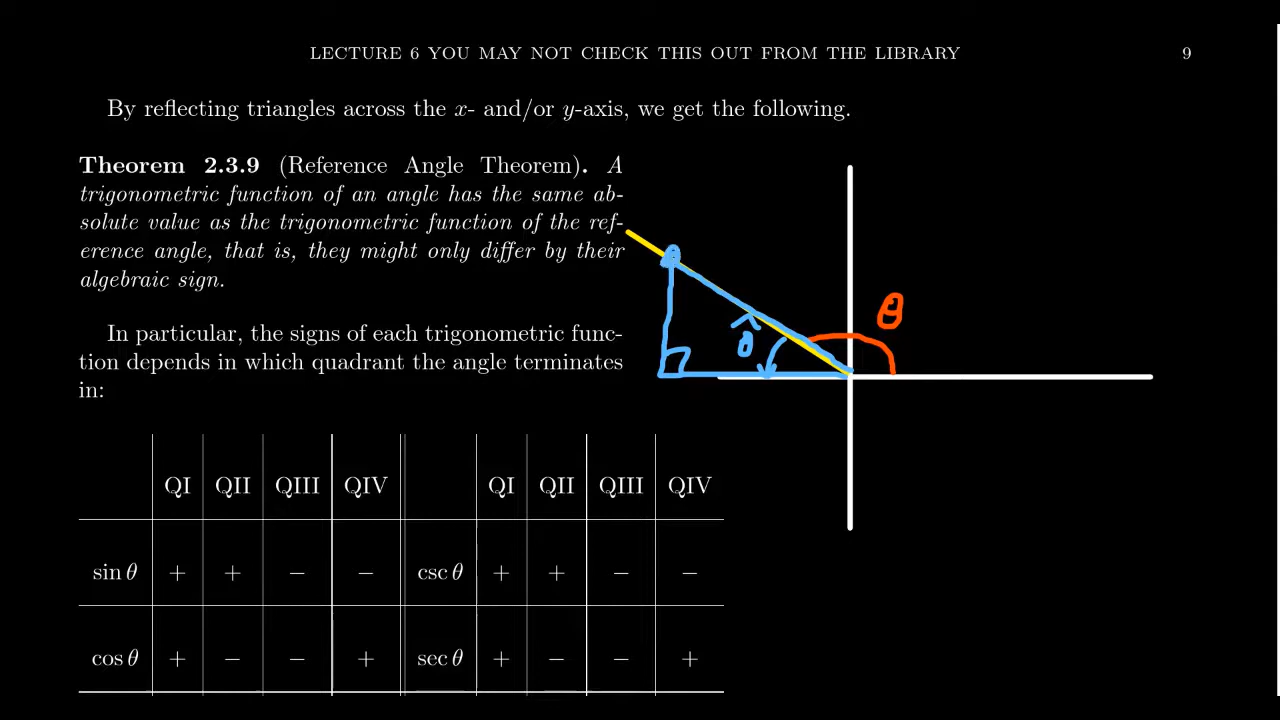 LECTURE 6 YOU MAY NOT CHECK THIS OUT FROM THE LIBRARY 9
By reflecting triangles across the x- and/or y-axis, we get the following.
Theorem 2.3.9 (Reference Angle Theorem). A
trigonometric function of an angle has the same ab-
solute value as the trigonometric function of the ref-
erence angle, that is, they might only differ by their
algebraic sign.
In particular, the signs of each trigonometric func-
tion depends in which quadrant the angle terminates
in:
θ
θ̂
QI QII QIII QIV QI QII QIII QIV
sin θ + + − − csc θ + + − −
cos θ + − − + sec θ + − − +